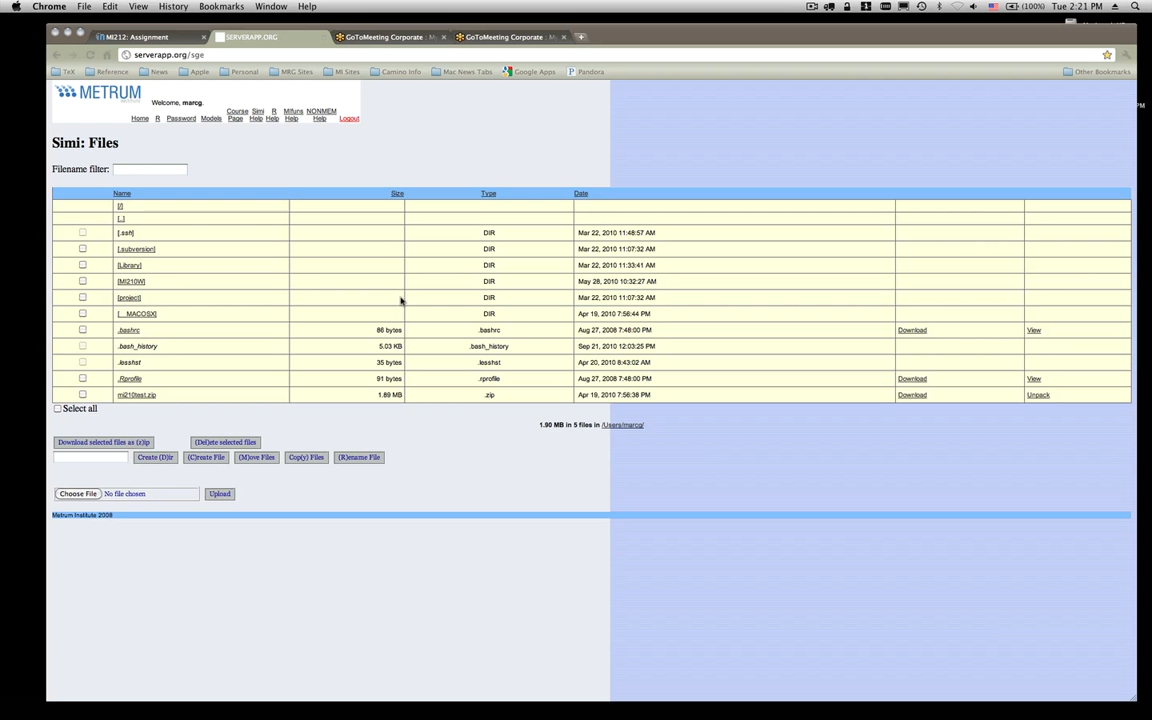 Chrome File Edit View History Bookmarks Window Help (100%) Tue 2:21 PM
MI212: Assignment SERVERAPP.ORG GoToMeeting Corporate : M GoToMeeting Corporate : M
serverapp.org/sge
TeX Reference News Apple Personal MRG Sites MI Sites Camino Info Mac News Tabs Google Apps Pandora Other Bookmarks
PM
METRUM
INSTITUTE
Welcome, marcg.
Home R Password Models Course Page Simi Help R Help MIfuns Help NONMEM Help Logout
Simi: Files
Filename filter:
Name Size Type Date
[/]
[..]
[.ssh] DIR Mar 22, 2010 11:48:57 AM
[.subversion] DIR Mar 22, 2010 11:07:32 AM
[Library] DIR Mar 22, 2010 11:33:41 AM
[MI210W] DIR May 28, 2010 10:32:27 AM
[project] DIR Mar 22, 2010 11:07:32 AM
[__MACOSX] DIR Apr 19, 2010 7:56:44 PM
.bashrc 86 bytes .bashrc Aug 27, 2008 7:48:00 PM Download View
.bash_history 5.03 KB .bash_history Sep 21, 2010 12:03:25 PM
.lesshst 35 bytes .lesshst Apr 20, 2010 8:43:02 AM
.Rprofile 91 bytes .rprofile Aug 27, 2008 7:48:00 PM Download View
mi210test.zip 1.89 MB .zip Apr 19, 2010 7:56:38 PM Download Unpack
Select all
1.90 MB in 5 files in /Users/marcg/
Download selected files as (z)ip (Del)ete selected files
Create (D)ir (C)reate File (M)ove Files Cop(y) Files (R)ename File
Choose File No file chosen Upload
Metrum Institute 2008